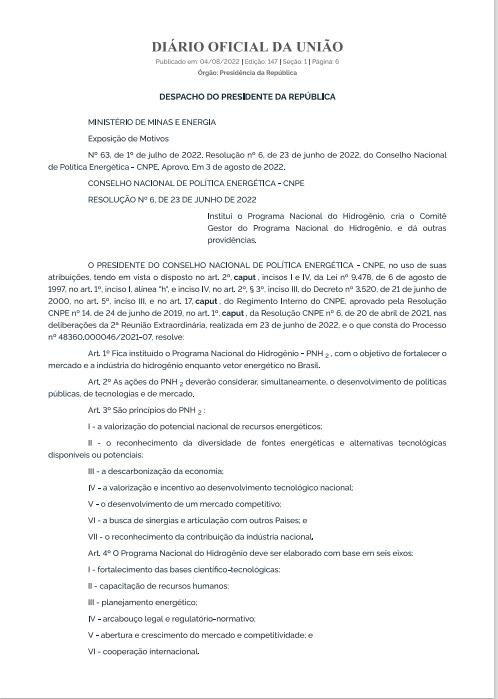 DIÁRIO OFICIAL DA UNIÃO
Publicado em: 04/08/2022 | Edição: 147 | Seção: 1 | Página: 6
Órgão: Presidência da República
DESPACHO DO PRESIDENTE DA REPÚBLICA
MINISTÉRIO DE MINAS E ENERGIA
Exposição de Motivos
Nº 63, de 1º de julho de 2022. Resolução nº 6, de 23 de junho de 2022, do Conselho Nacional
de Política Energética - CNPE. Aprovo. Em 3 de agosto de 2022.
CONSELHO NACIONAL DE POLÍTICA ENERGÉTICA - CNPE
RESOLUÇÃO Nº 6, DE 23 DE JUNHO DE 2022
Institui o Programa Nacional do Hidrogênio, cria o Comitê
Gestor do Programa Nacional do Hidrogênio, e dá outras
providências.
O PRESIDENTE DO CONSELHO NACIONAL DE POLÍTICA ENERGÉTICA - CNPE, no uso de suas
atribuições, tendo em vista o disposto no art. 2º, caput , incisos I e IV, da Lei nº 9.478, de 6 de agosto de
1997, no art. 1º, inciso I, alínea "h", e inciso IV, no art. 2º, § 3º, inciso III, do Decreto nº 3.520, de 21 de junho
de 2000, no art. 5º, inciso III, e no art. 17, caput , do Regimento Interno do CNPE, aprovado pela Resolução
CNPE nº 14, de 24 de junho de 2019, no art. 1º, caput , da Resolução CNPE nº 6, de 20 de abril de 2021, nas
deliberações da 2ª Reunião Extraordinária, realizada em 23 de junho de 2022, e o que consta do Processo
nº 48360.000046/2021-07, resolve:
Art. 1º Fica instituído o Programa Nacional do Hidrogênio - PNH 2 , com o objetivo de fortalecer o
mercado e a indústria do hidrogênio enquanto vetor energético no Brasil.
Art. 2º As ações do PNH 2 deverão considerar, simultaneamente, o desenvolvimento de políticas
públicas, de tecnologias e de mercado.
Art. 3º São princípios do PNH 2 :
I - a valorização do potencial nacional de recursos energéticos;
II - o reconhecimento da diversidade de fontes energéticas e alternativas tecnológicas
disponíveis ou potenciais;
III - a descarbonização da economia;
IV - a valorização e incentivo ao desenvolvimento tecnológico nacional;
V - o desenvolvimento de um mercado competitivo;
VI - a busca de sinergias e articulação com outros Países; e
VII - o reconhecimento da contribuição da indústria nacional.
Art. 4º O Programa Nacional do Hidrogênio deve ser elaborado com base em seis eixos:
I - fortalecimento das bases científico-tecnológicas;
II - capacitação de recursos humanos;
III - planejamento energético;
IV - arcabouço legal e regulatório-normativo;
V - abertura e crescimento do mercado e competitividade; e
VI - cooperação internacional.